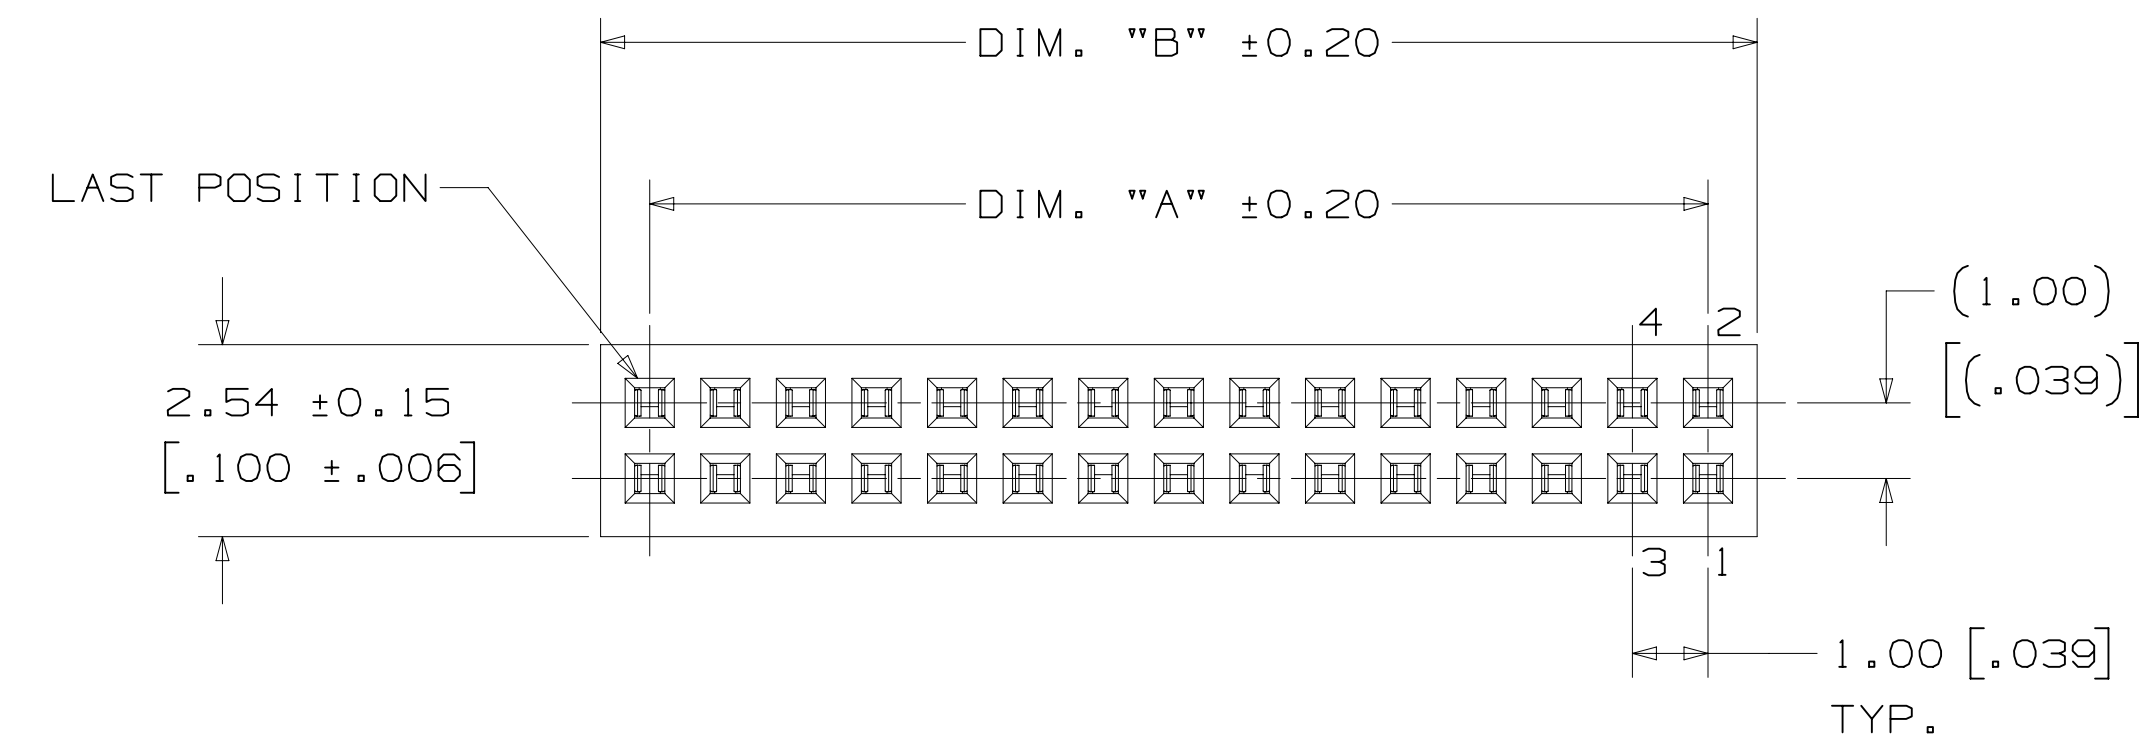 DIM. "B" ±0.20
LAST POSITION
DIM. "A" ±0.20
(1.00)
[(.039)]
4 2
2.54 ±0.15
[.100 ±.006]
3 1
1.00 [.039]
TYP.